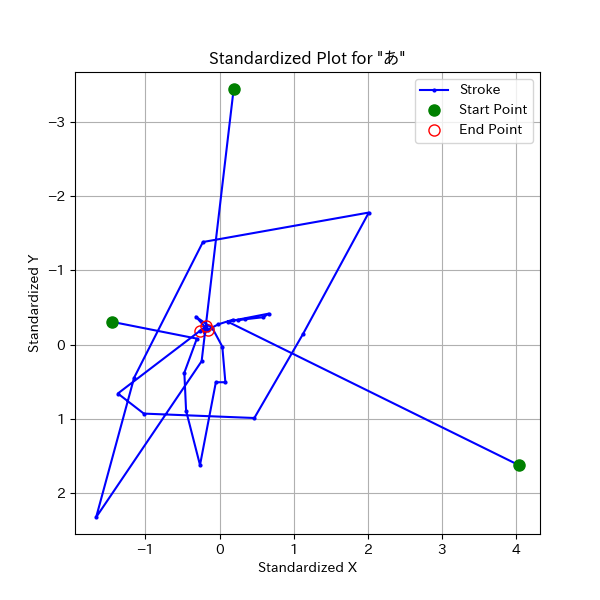 Standardized Plot for "あ"
Stroke
Start Point
End Point
Standardized Y
−3
−2
−1
0
1
2
−1 0 1 2 3 4
Standardized X